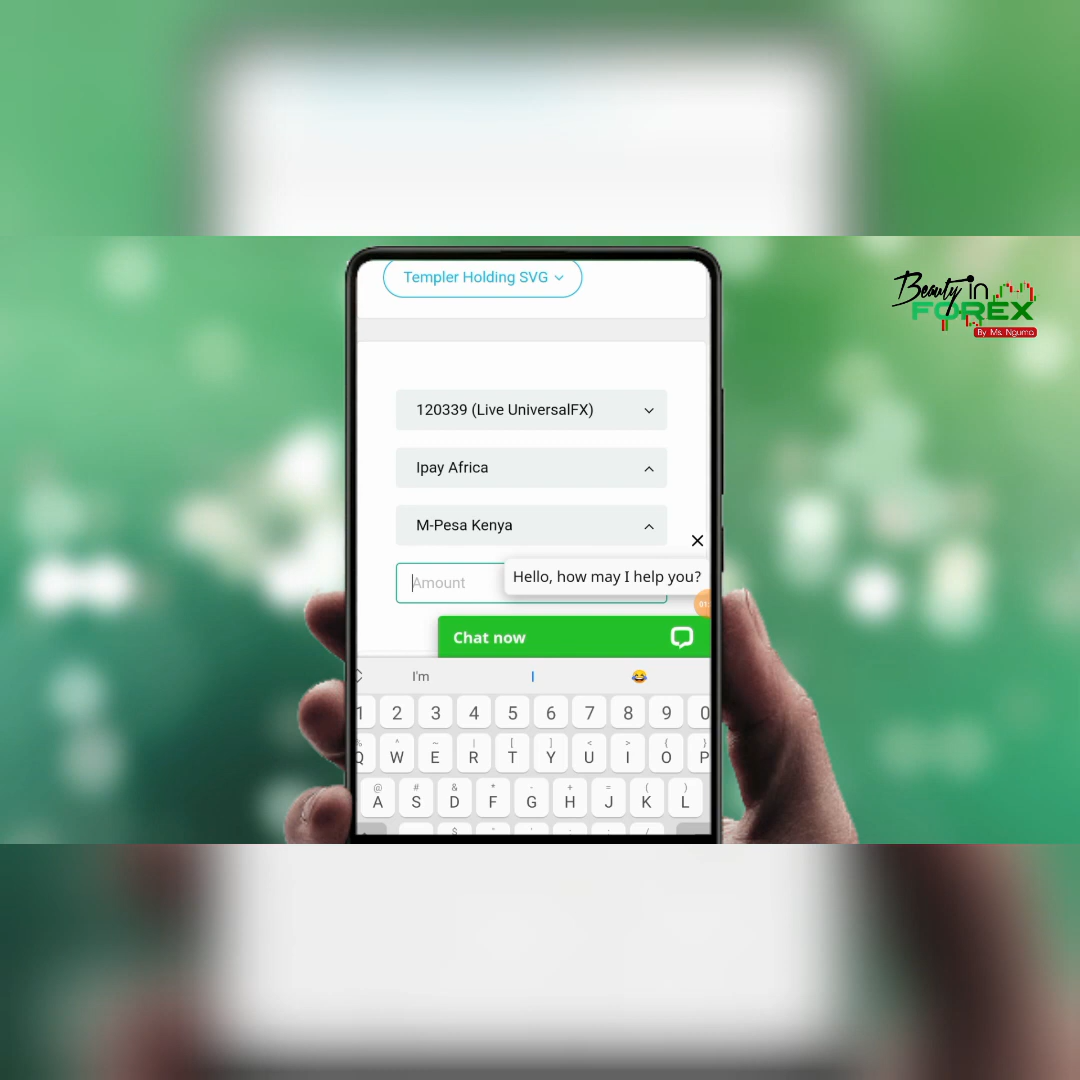 Templer Holding SVG
Beauty in
FOREX
By Ms. Nguma
120339 (Live UniversalFX)
Ipay Africa
M-Pesa Kenya
Amount
Hello, how may I help you?
01:
Chat now
I'm I 😂
1 2 3 4 5 6 7 8 9 0
% ^ ~ | [ ] < > { }
Q W E R T Y U I O P
@ # & * - + = ( )
A S D F G H J K L
$ " ' : ; /